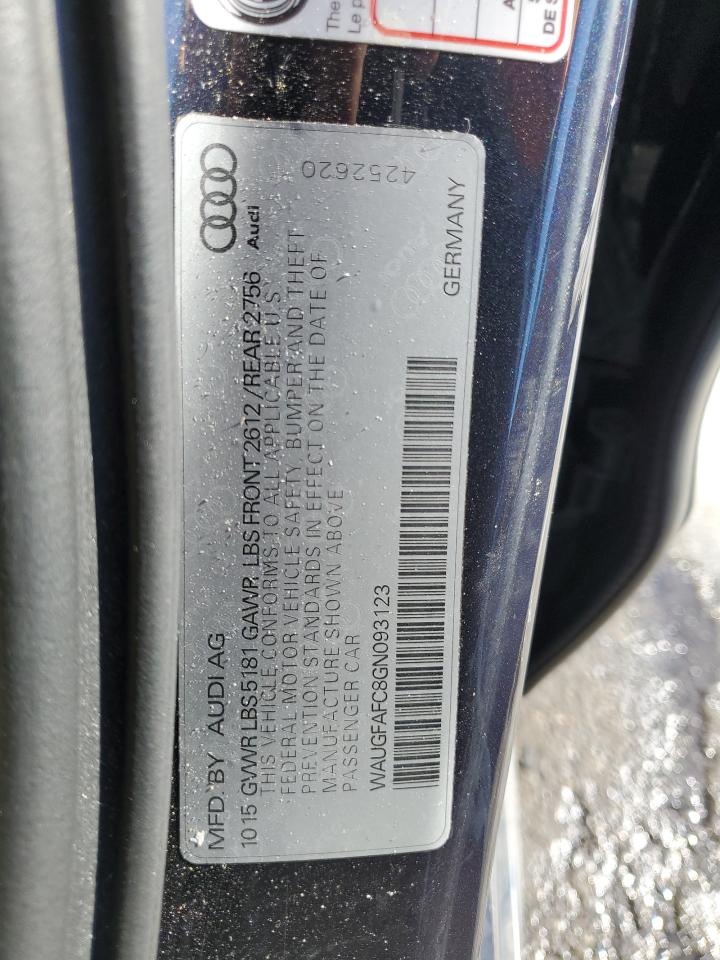 The
Le p
A
S
DE S
4252620
Audi
MFD. BY AUDI AG
10 15 GVWR LBS 5181 GAWR LBS FRONT 2612 / REAR 2756
THIS VEHICLE CONFORMS TO ALL APPLICABLE U S
FEDERAL MOTOR VEHICLE SAFETY, BUMPER AND THEFT
PREVENTION STANDARDS IN EFFECT ON THE DATE OF
MANUFACTURE SHOWN ABOVE
PASSENGER CAR
WAUGFAFC8GN093123
GERMANY